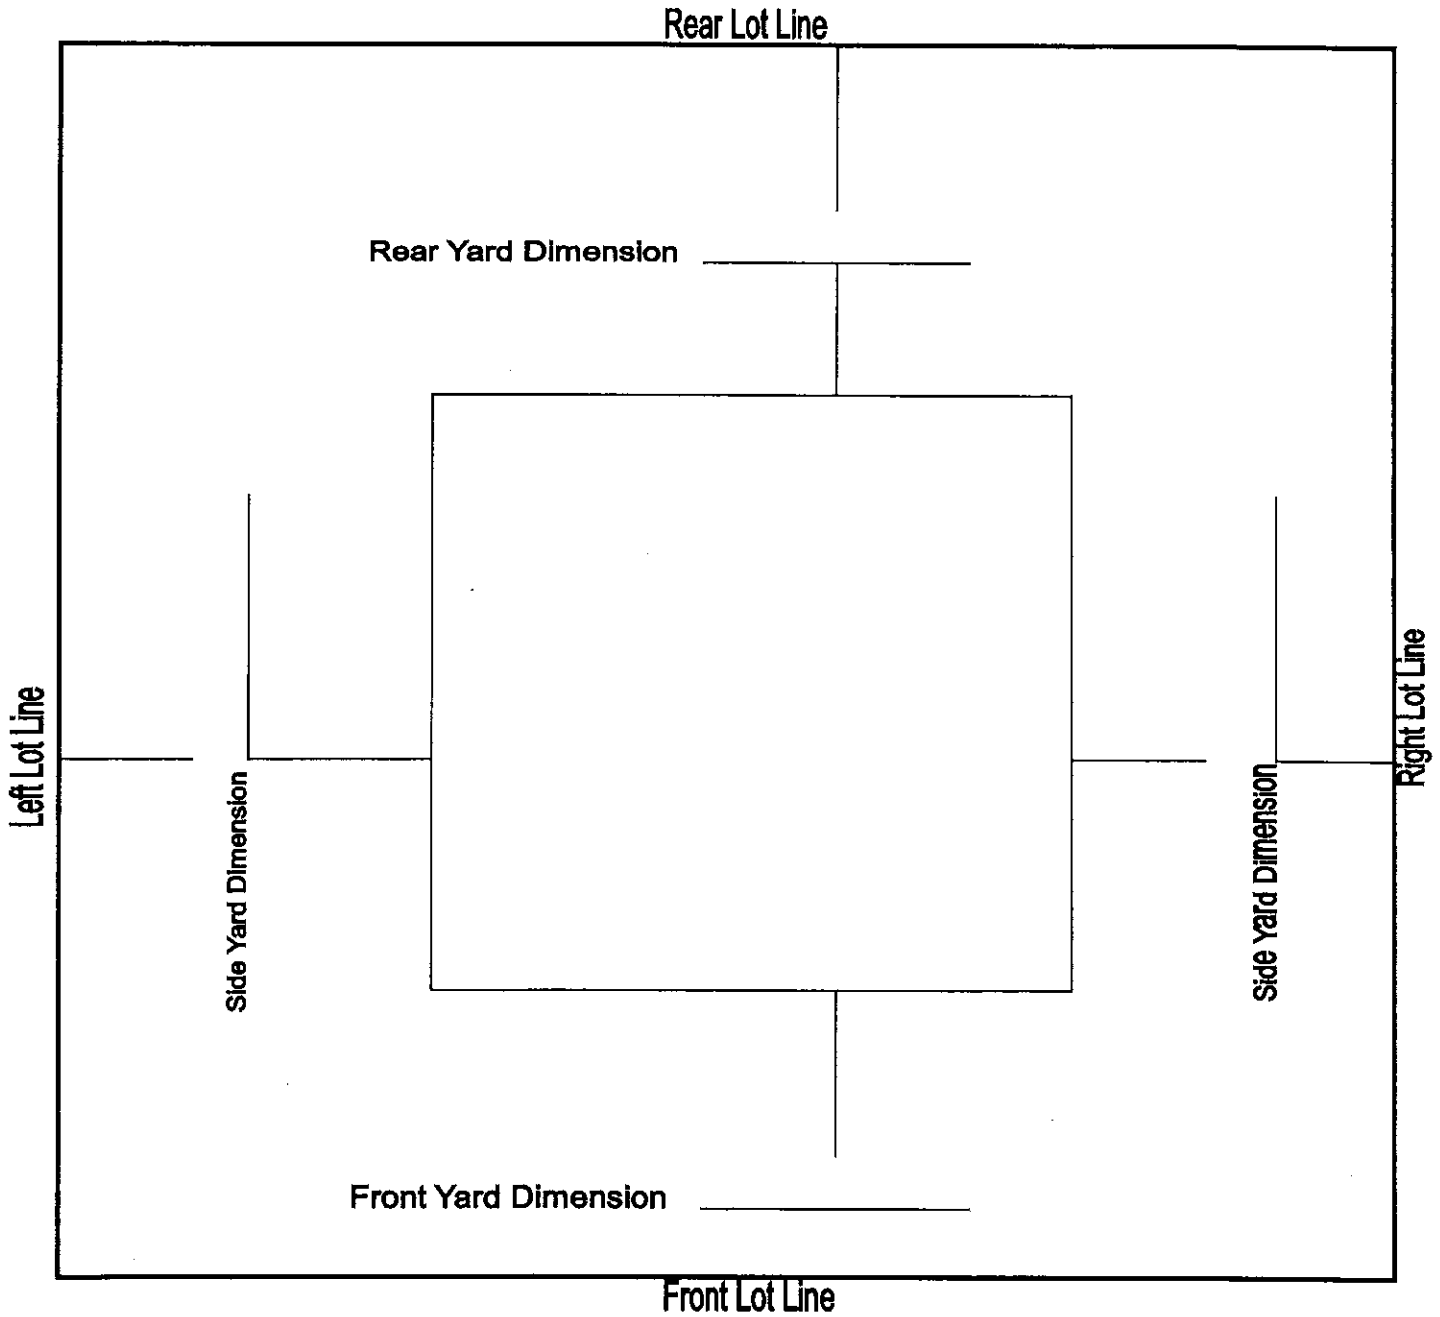 Rear Lot Line
Rear Yard Dimension
Left Lot Line
Side Yard Dimension
Side Yard Dimension
Right Lot Line
Front Yard Dimension
Front Lot Line